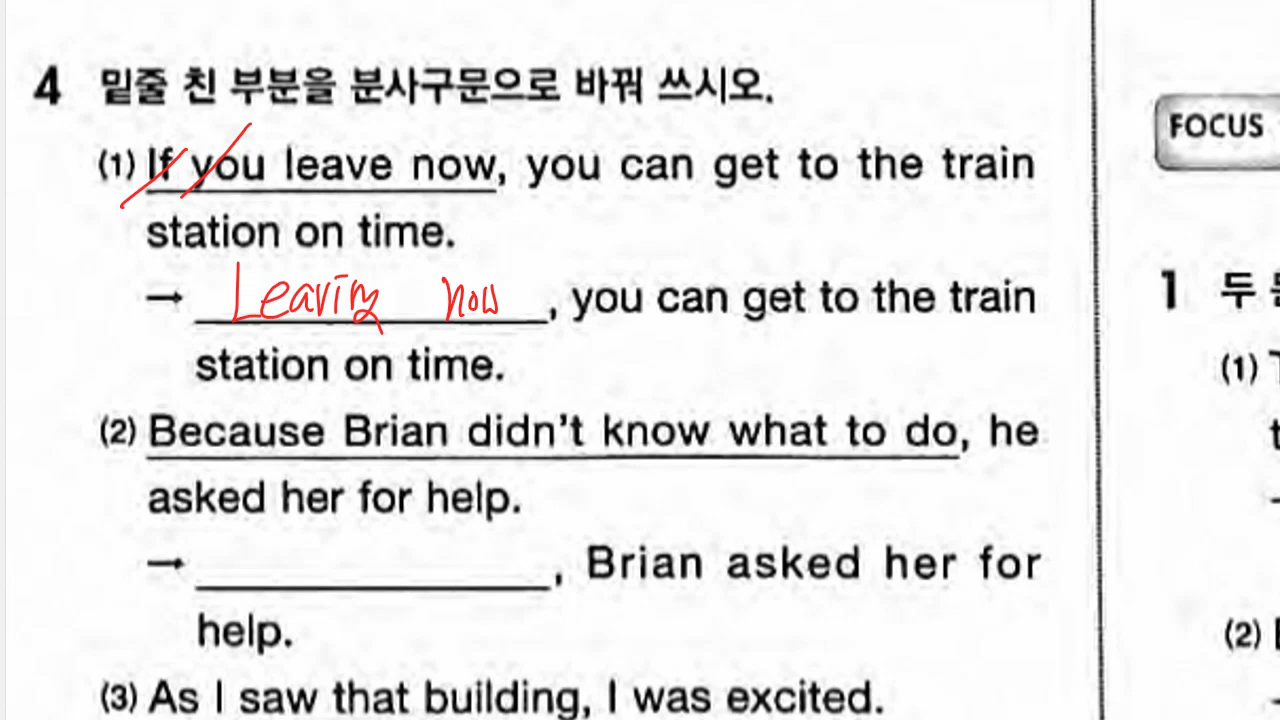 4 밑줄 친 부분을 분사구문으로 바꿔 쓰시오.
(1) If you leave now, you can get to the train
station on time.
→ Leaving now, you can get to the train
station on time.
(2) Because Brian didn't know what to do, he
asked her for help.
→ ____________, Brian asked her for
help.
(3) As I saw that building, I was excited.
FOCUS
1 두
(1)
(2)